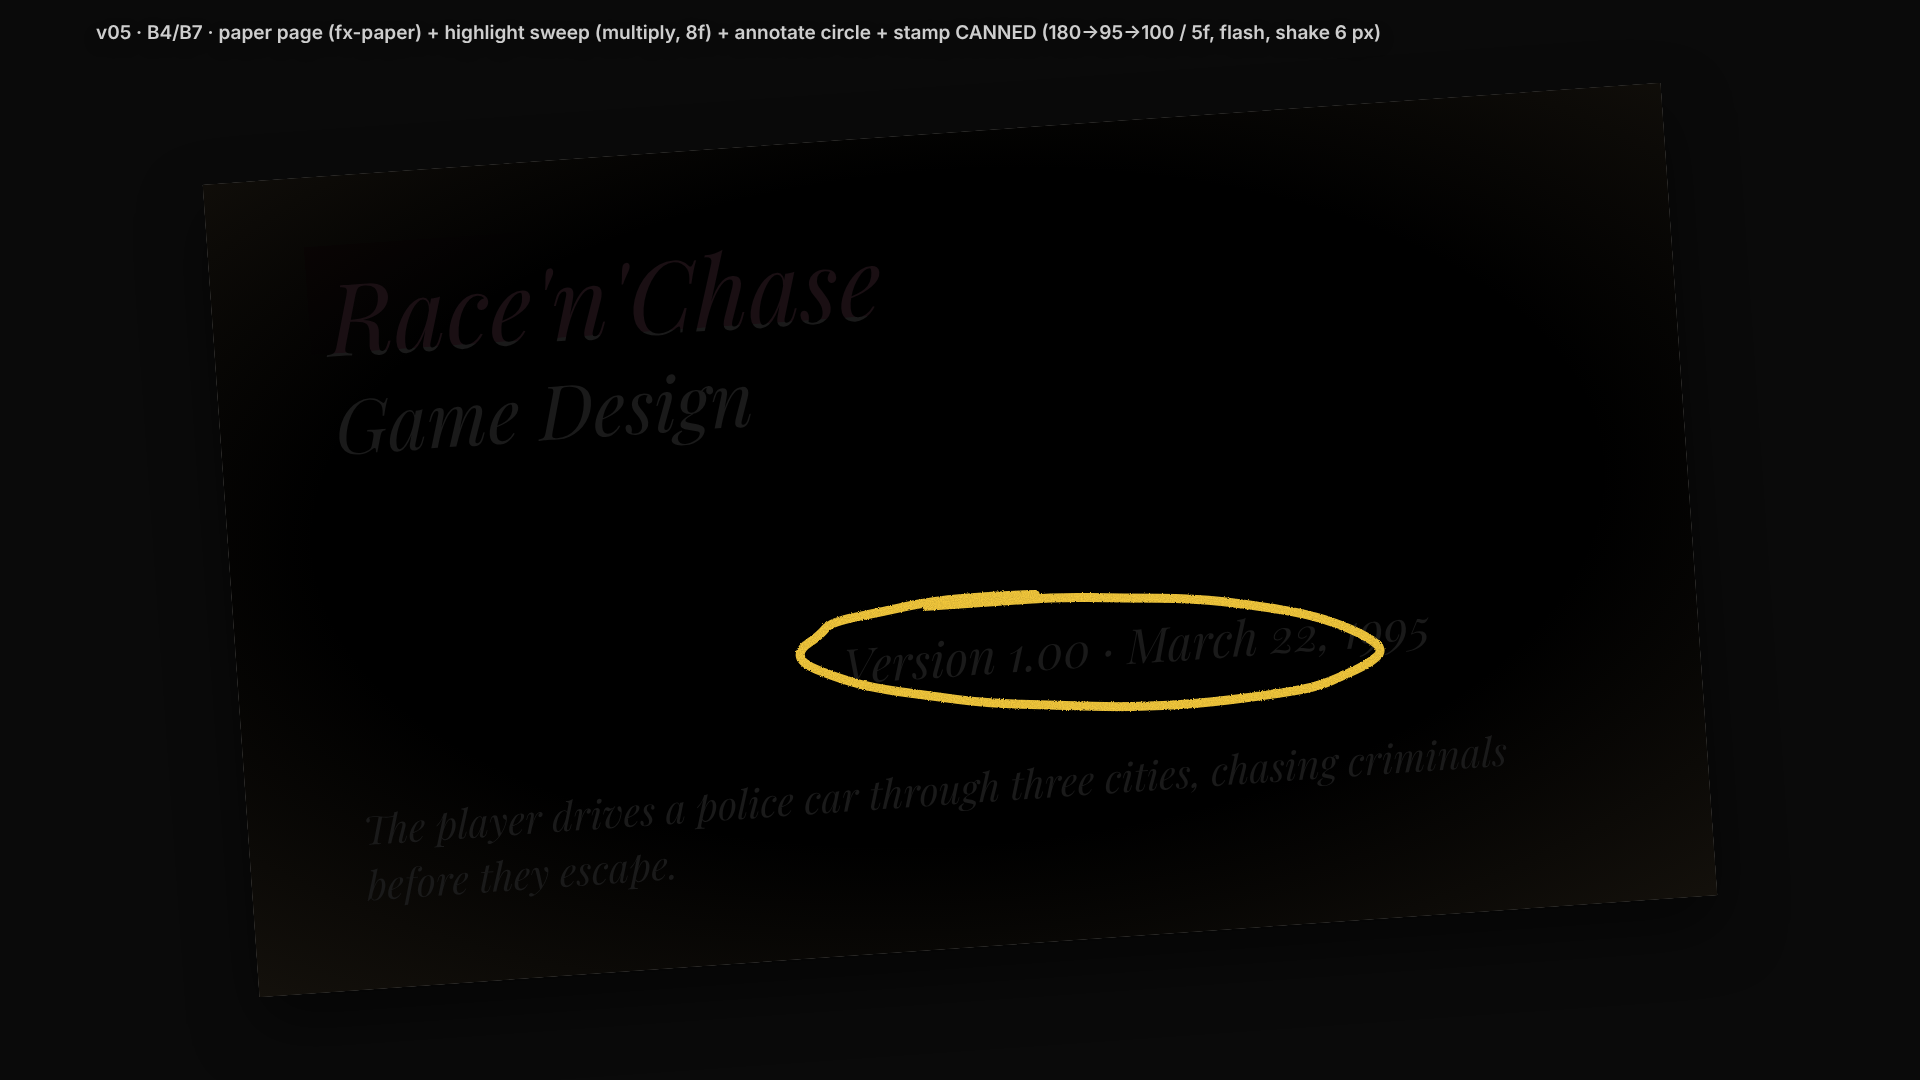 v05 · B4/B7 · paper page (fx-paper) + highlight sweep (multiply, 8f) + annotate circle + stamp CANNED (180→95→100 / 5f, flash, shake 6 px)
Race'n'Chase
Game Design
Version 1.00 · March 22, 1995
The player drives a police car through three cities, chasing criminals
before they escape.